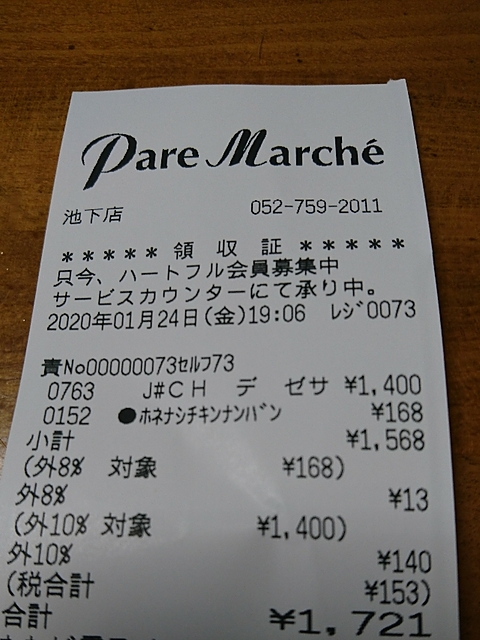 Pare Marché
池下店 052-759-2011
***** 領 収 証 *****
只今、ハートフル会員募集中
サービスカウンターにて承り中。
2020年01月24日(金)19:06 ﾚｼﾞ0073
責No00000073ｾﾙﾌ73
0763 J#CH デ ゼサ ¥1,400
0152 ●ﾎﾈﾅｼﾁｷﾝﾅﾝﾊﾞﾝ ¥168
小計 ¥1,568
(外8% 対象 ¥168)
外8% ¥13
(外10% 対象 ¥1,400)
外10% ¥140
(税合計 ¥153)
合計 ¥1,721